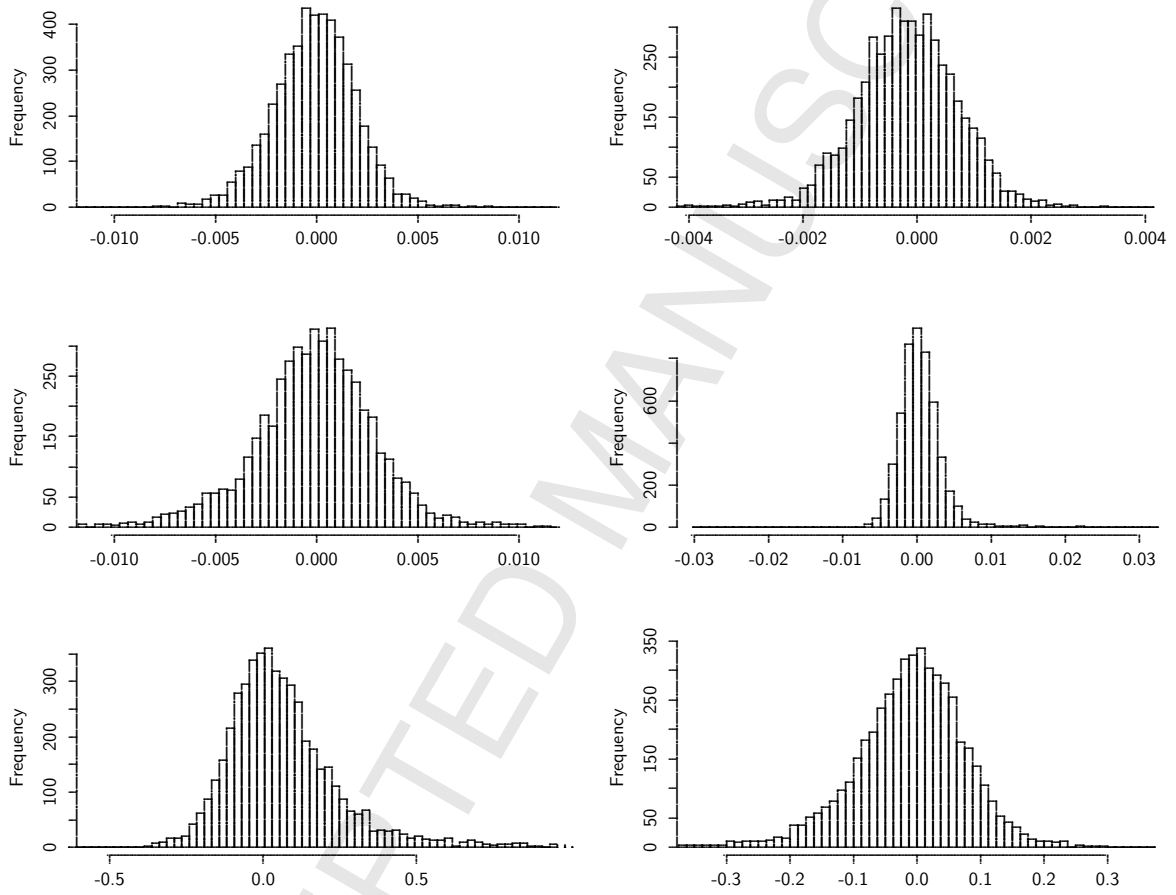 Frequency
0 100 200 300 400
-0.010 -0.005 0.000 0.005 0.010
Frequency
0 50 150 250
-0.004 -0.002 0.000 0.002 0.004
Frequency
0 50 150 250
-0.010 -0.005 0.000 0.005 0.010
Frequency
0 200 600
-0.03 -0.02 -0.01 0.00 0.01 0.02 0.03
Frequency
0 100 200 300
-0.5 0.0 0.5
Frequency
0 50 150 250 350
-0.3 -0.2 -0.1 0.0 0.1 0.2 0.3
PTED MANUSC